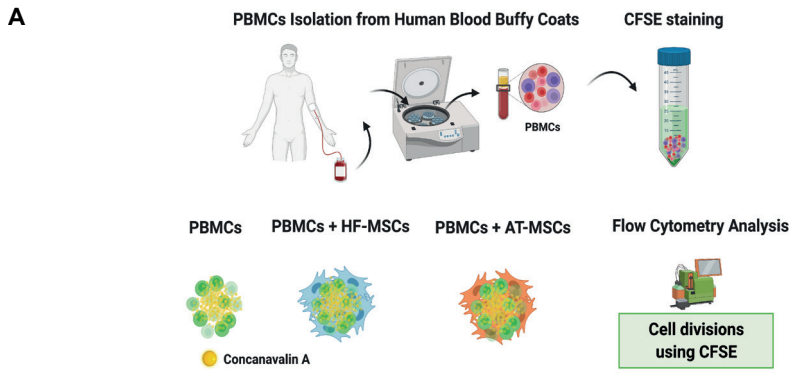 A
PBMCs Isolation from Human Blood Buffy Coats
CFSE staining
PBMCs
PBMCs
PBMCs + HF-MSCs
PBMCs + AT-MSCs
Flow Cytometry Analysis
Concanavalin A
Cell divisions
using CFSE